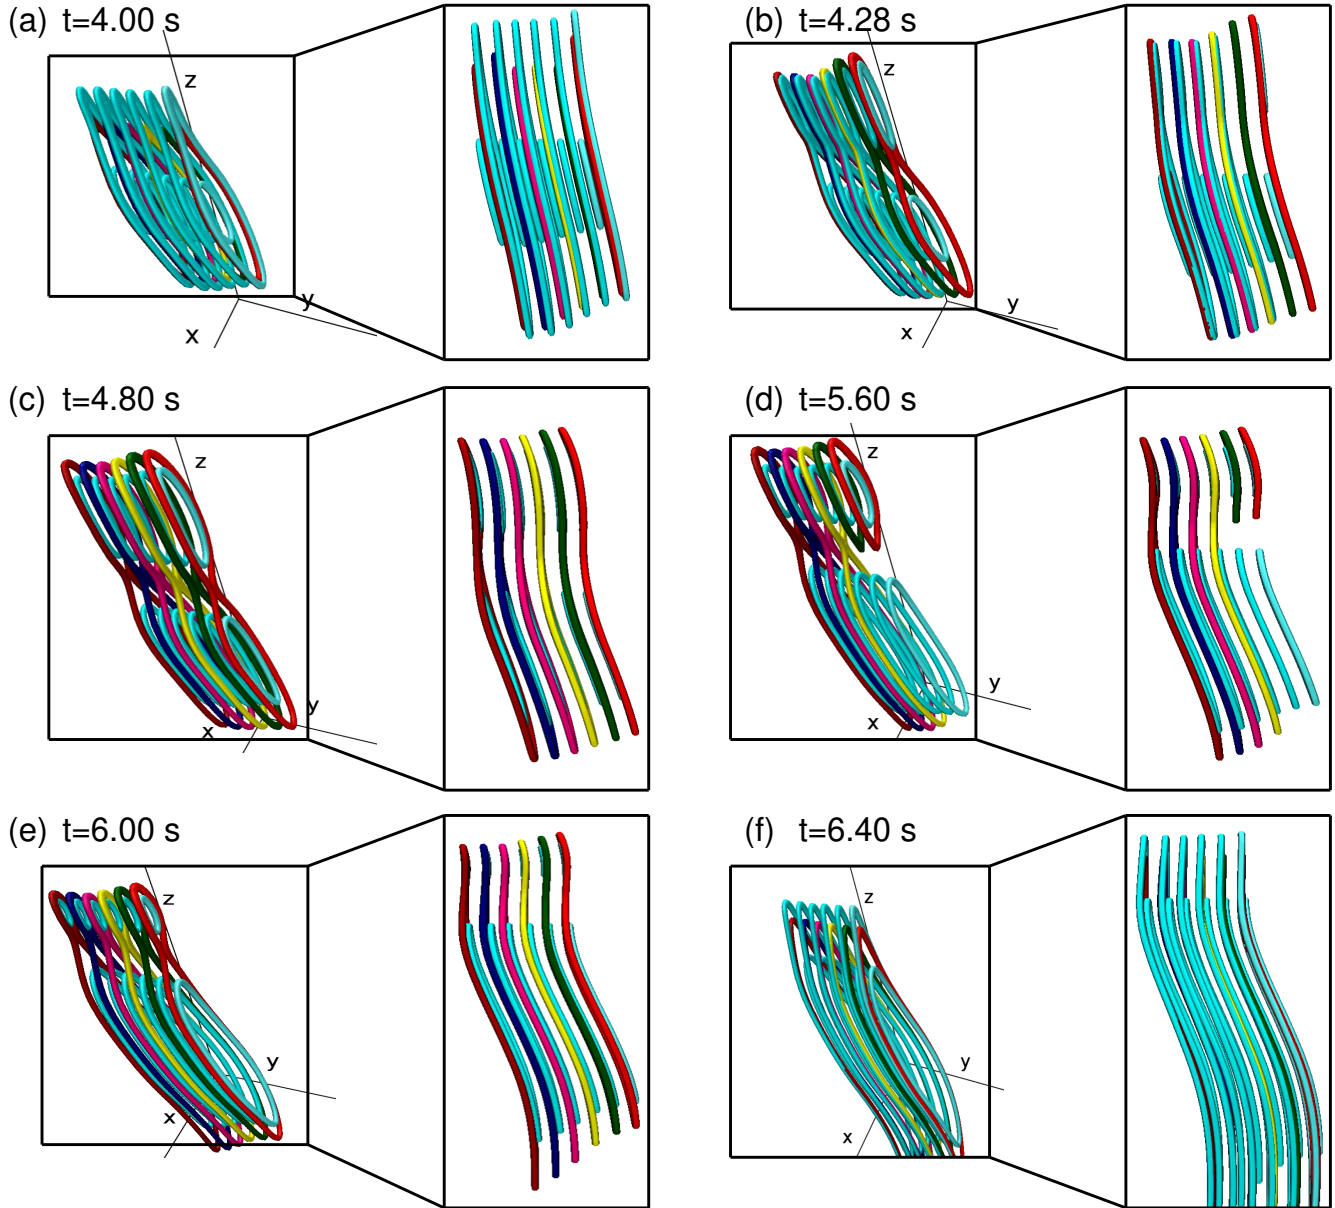 (a) t=4.00 s
z
y
x
(b) t=4.28 s
z
y
x
(c) t=4.80 s
z
y
x
(d) t=5.60 s
z
y
x
(e) t=6.00 s
z
y
x
(f) t=6.40 s
z
y
x